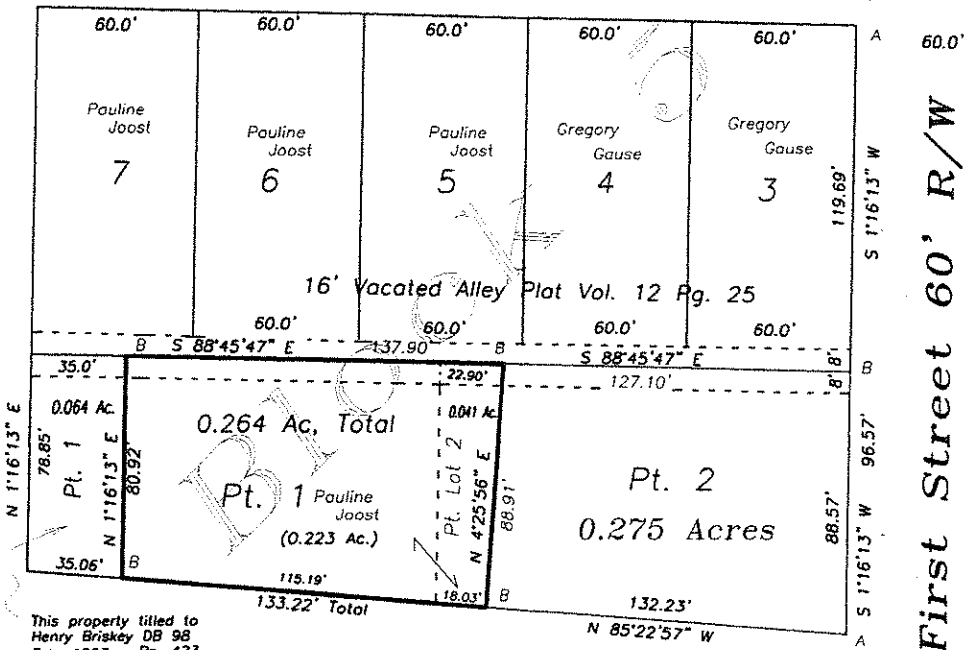 60.0' 60.0' 60.0' 60.0' 60.0' A 60.0'
Pauline
Joost
7
Pauline
Joost
6
Pauline
Joost
5
Gregory
Gause
4
Gregory
Gause
3
119.69'
S 1°16'13" W
First Street 60' R/W
BLOCK
16' Vacated Alley Plat Vol. 12 Pg. 25
60.0' 60.0' 60.0' 60.0'
B S 88°45'47" E 137.90 B S 88°45'47" E 8' 8' B
35.0' 22.90' 127.10'
N 1°16'13" E
78.85'
0.064 Ac.
Pt. 1
N 1°16'13" E
80.92'
0.264 Ac, Total
Pt. 1 Pauline
Joost
(0.223 Ac.)
0.041 Ac.
Pt. Lot 2
N 4°25'56" E
88.91'
Pt. 2
0.275 Acres
88.57'
96.57'
S 1°16'13" W
35.06' B 115.19' 18.03' B 132.23'
133.22' Total
N 85°22'57" W A
This property titled to
Henry Briskey DB 98